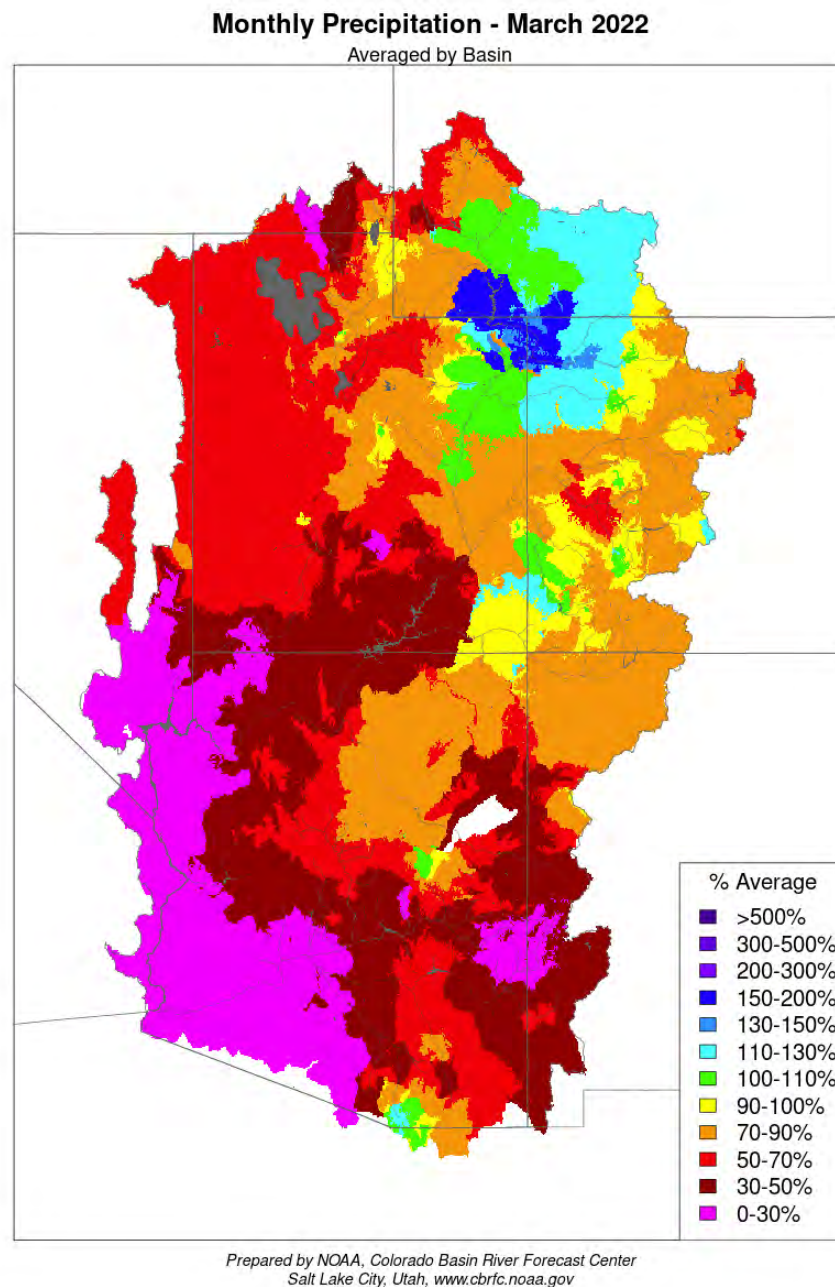 Monthly Precipitation - March 2022
Averaged by Basin
% Average
>500%
300-500%
200-300%
150-200%
130-150%
110-130%
100-110%
90-100%
70-90%
50-70%
30-50%
0-30%
Prepared by NOAA, Colorado Basin River Forecast Center
Salt Lake City, Utah, www.cbrfc.noaa.gov